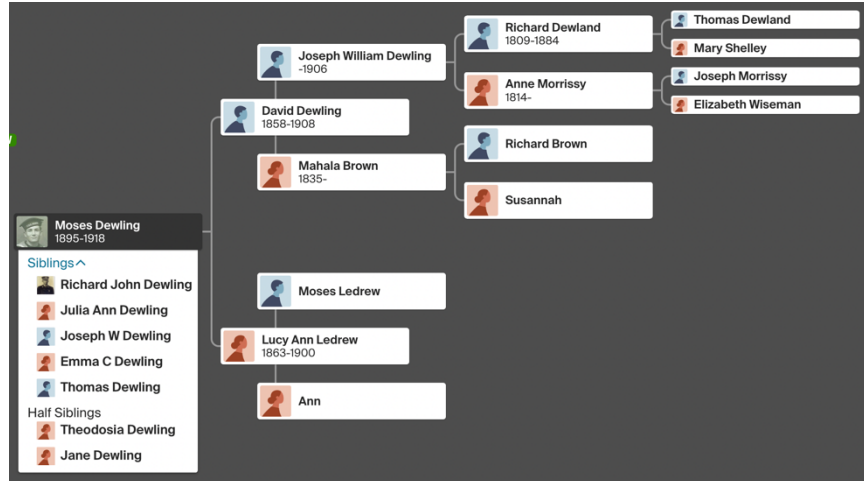 Moses Dewling
1895-1918
Siblings
Richard John Dewling
Julia Ann Dewling
Joseph W Dewling
Emma C Dewling
Thomas Dewling
Half Siblings
Theodosia Dewling
Jane Dewling
David Dewling
1858-1908
Lucy Ann Ledrew
1863-1900
Joseph William Dewling
-1906
Mahala Brown
1835-
Moses Ledrew
Ann
Richard Dewland
1809-1884
Anne Morrissy
1814-
Richard Brown
Susannah
Thomas Dewland
Mary Shelley
Joseph Morrissy
Elizabeth Wiseman